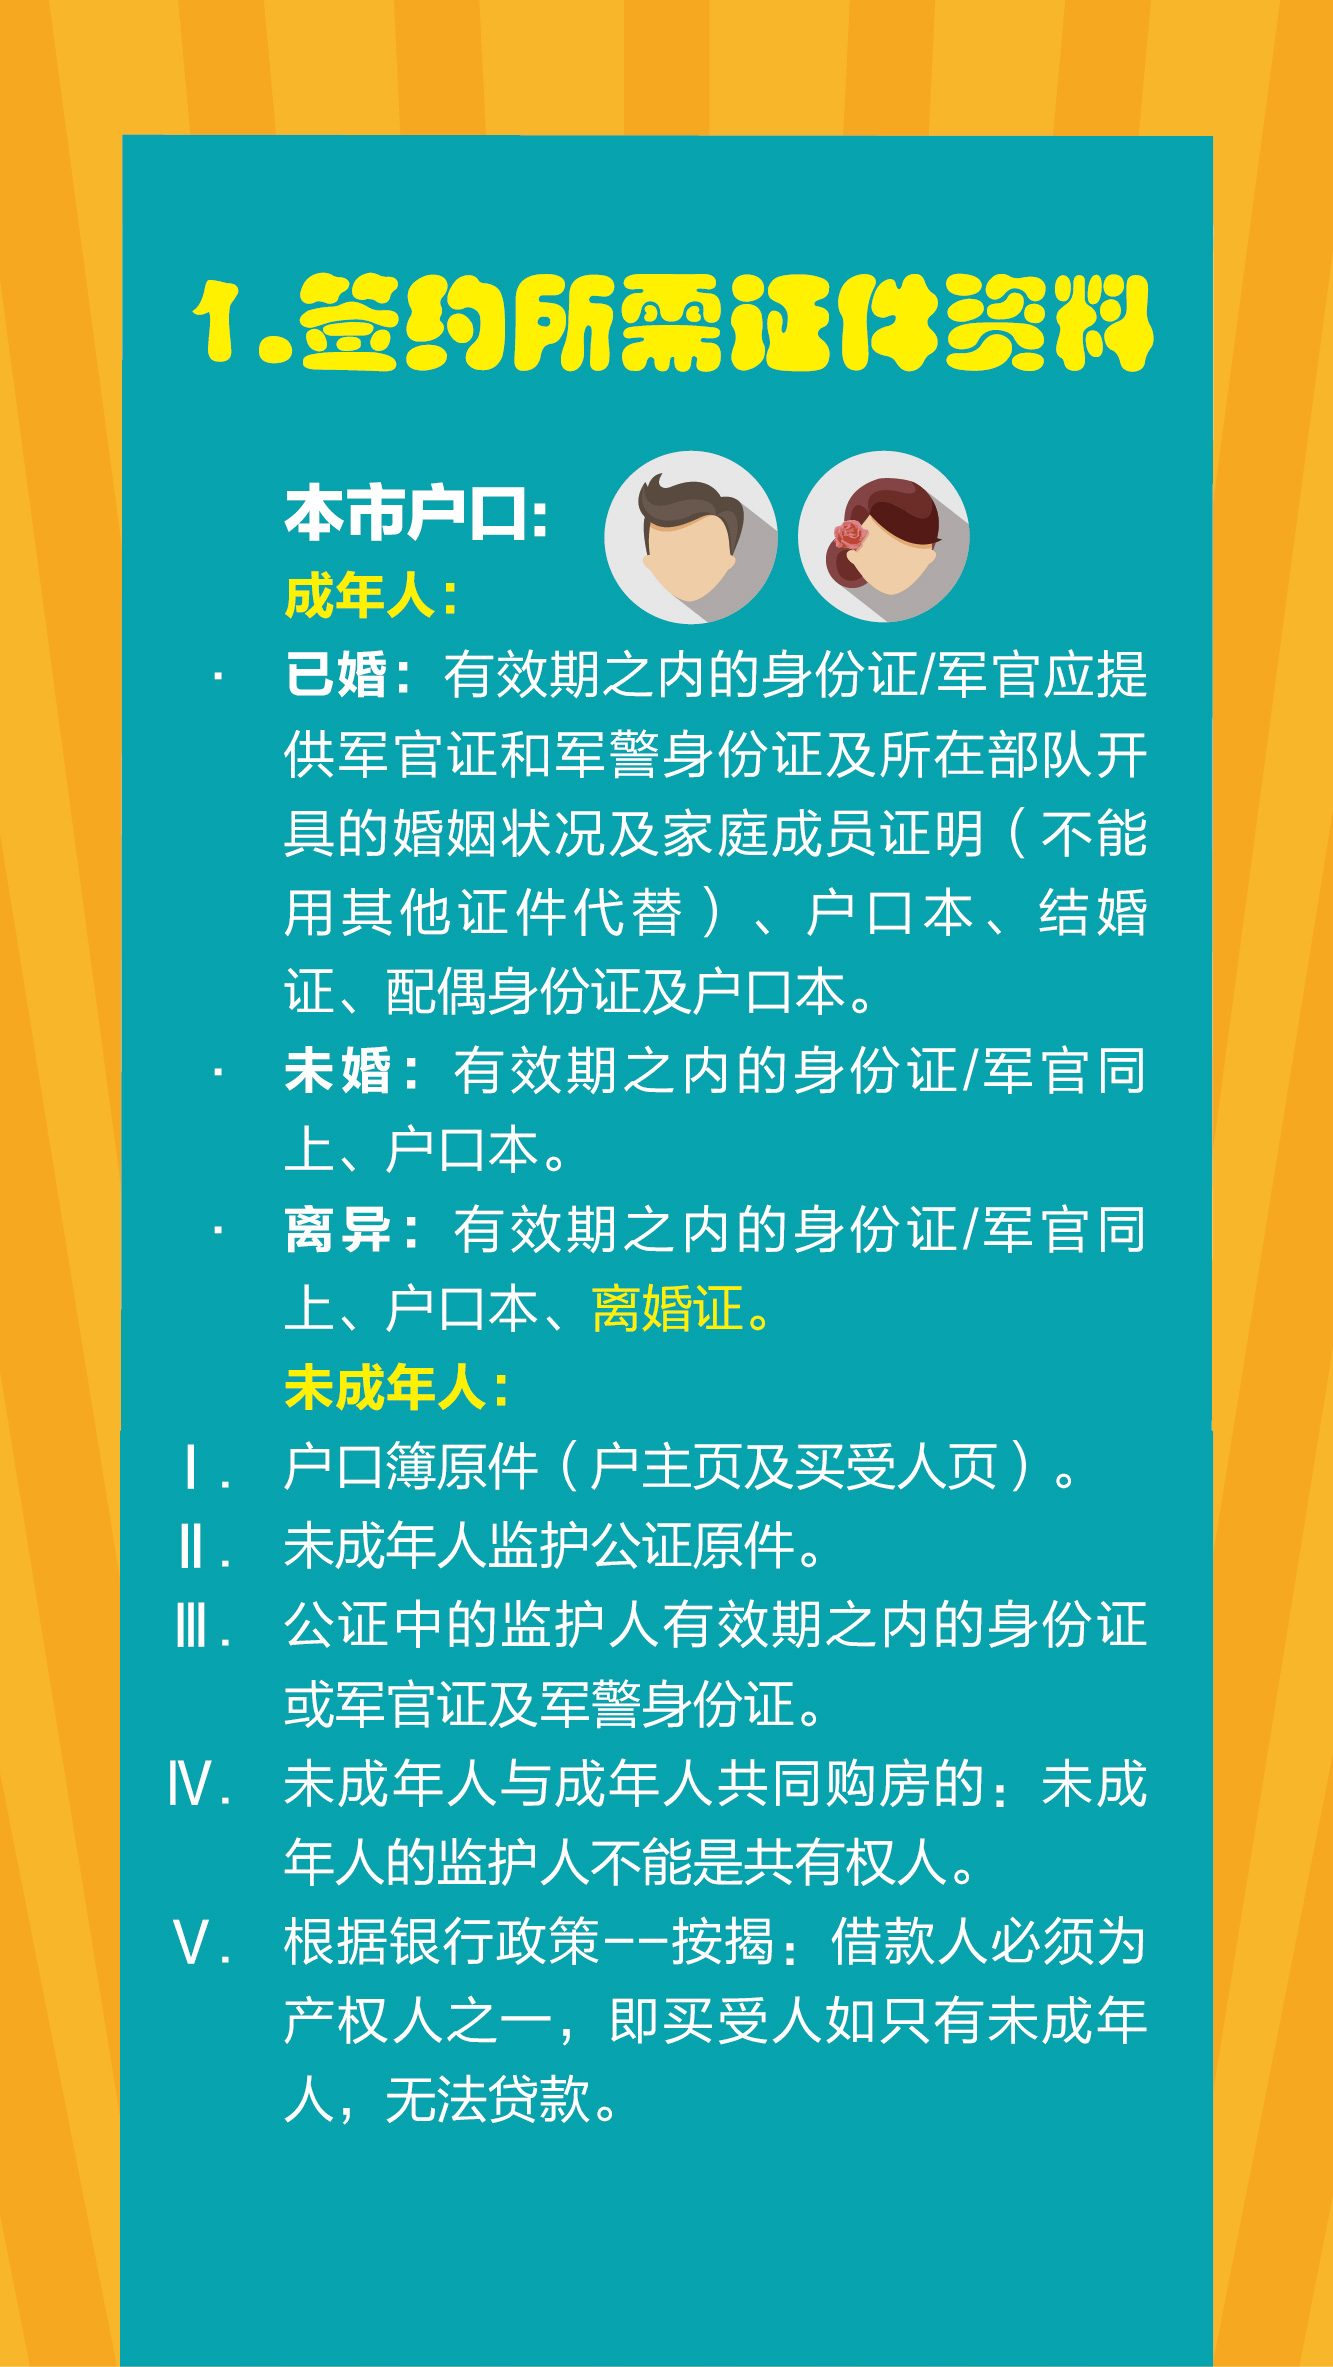 1.签约所需证件资料
本市户口:
成年人:
· 已婚: 有效期之内的身份证/军官应提
供军官证和军警身份证及所在部队开
具的婚姻状况及家庭成员证明（不能
用其他证件代替）、户口本、结婚
证、配偶身份证及户口本。
· 未婚: 有效期之内的身份证/军官同
上、户口本。
· 离异: 有效期之内的身份证/军官同
上、户口本、离婚证。
未成年人:
Ⅰ. 户口簿原件（户主页及买受人页）。
Ⅱ. 未成年人监护公证原件。
Ⅲ. 公证中的监护人有效期之内的身份证
或军官证及军警身份证。
Ⅳ. 未成年人与成年人共同购房的: 未成
年人的监护人不能是共有权人。
Ⅴ. 根据银行政策--按揭: 借款人必须为
产权人之一，即买受人如只有未成年
人，无法贷款。